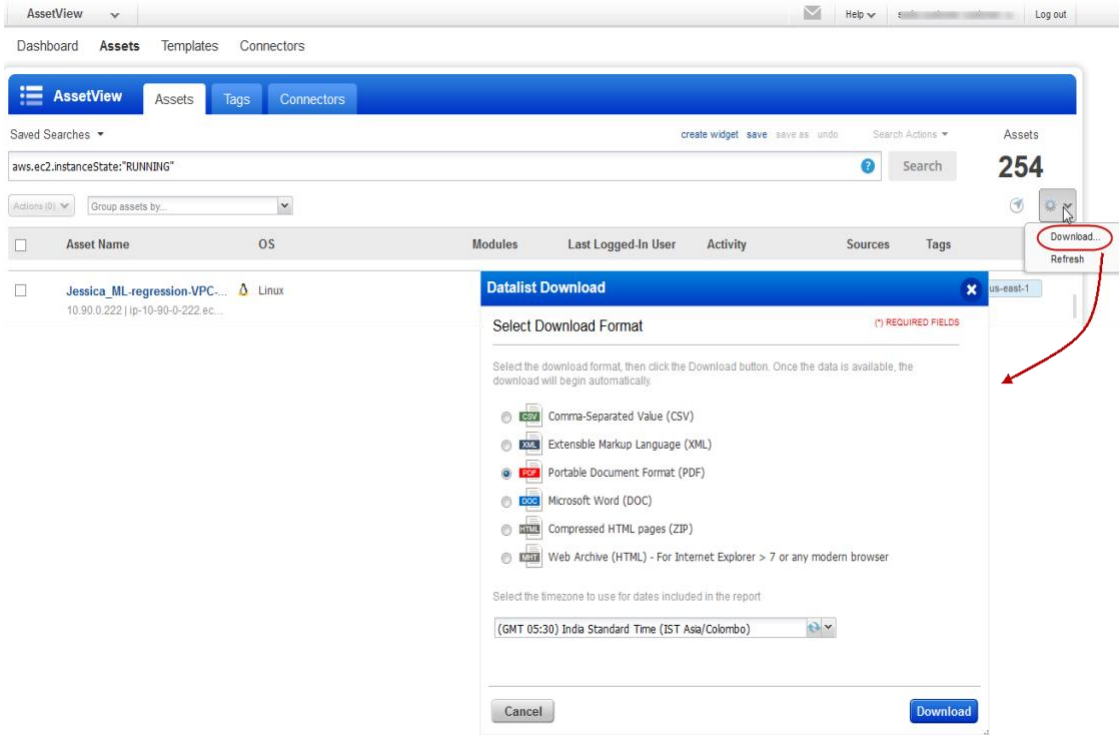 AssetView
Help
Log out
Dashboard Assets Templates Connectors
AssetView Assets Tags Connectors
Saved Searches create widget save save as undo Search Actions Assets
aws.ec2.instanceState:"RUNNING" ? Search 254
Actions (0) Group assets by...
Download...
Refresh
Asset Name OS Modules Last Logged-In User Activity Sources Tags
Jessica_ML-regression-VPC-... Linux us-east-1
10.90.0.222 | ip-10-90-0-222.ec...
Datalist Download
Select Download Format (*) REQUIRED FIELDS
Select the download format, then click the Download button. Once the data is available, the
download will begin automatically.
CSV Comma-Separated Value (CSV)
XML Extensible Markup Language (XML)
PDF Portable Document Format (PDF)
DOC Microsoft Word (DOC)
HTML Compressed HTML pages (ZIP)
MHT Web Archive (HTML) - For Internet Explorer > 7 or any modern browser
Select the timezone to use for dates included in the report
(GMT 05:30) India Standard Time (IST Asia/Colombo)
Cancel Download